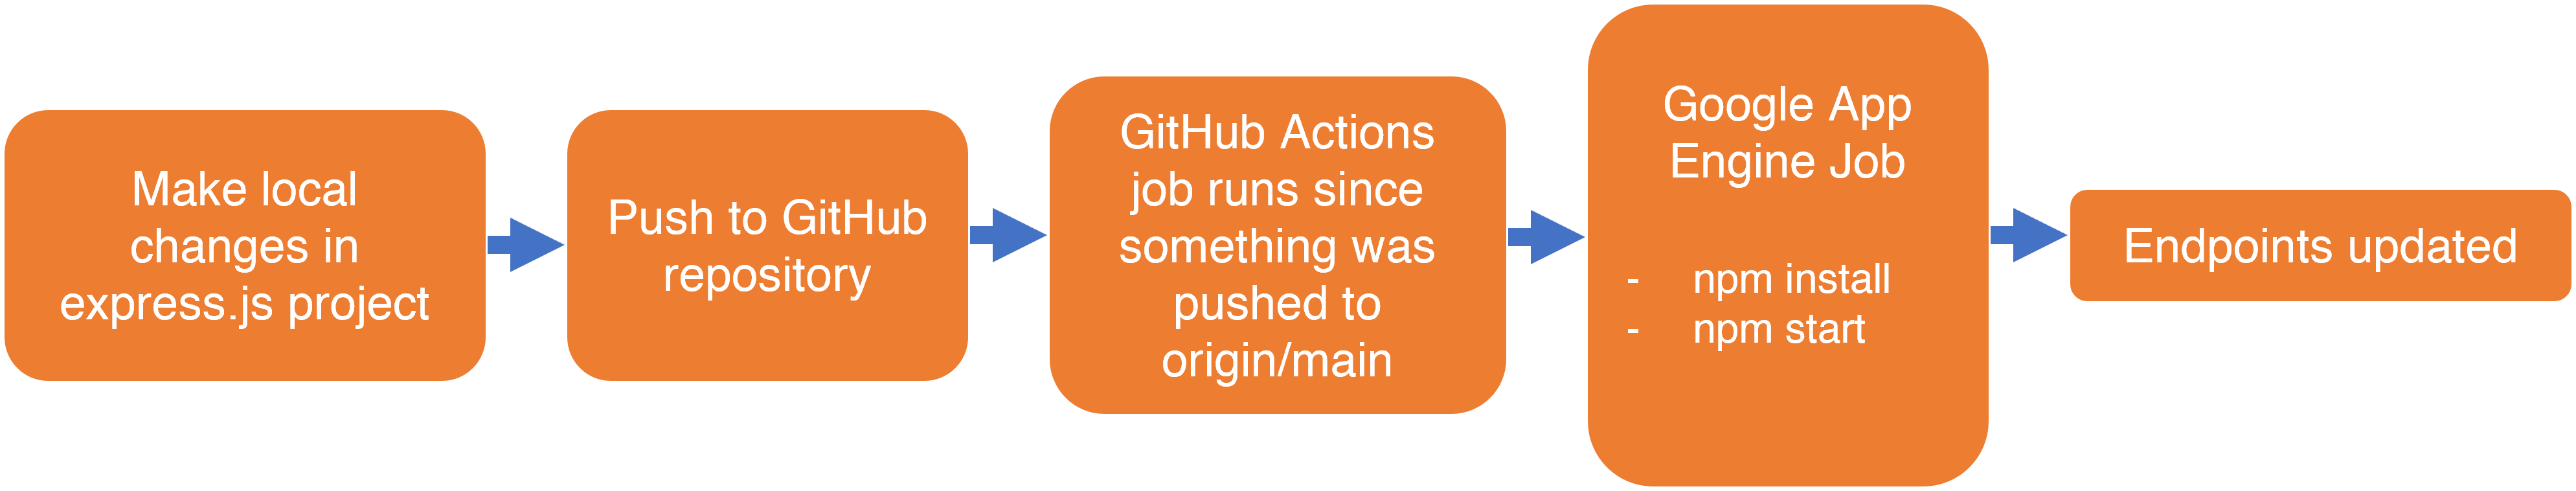 Make local
changes in
express.js project
Push to GitHub
repository
GitHub Actions
job runs since
something was
pushed to
origin/main
Google App
Engine Job
- npm install
- npm start
Endpoints updated